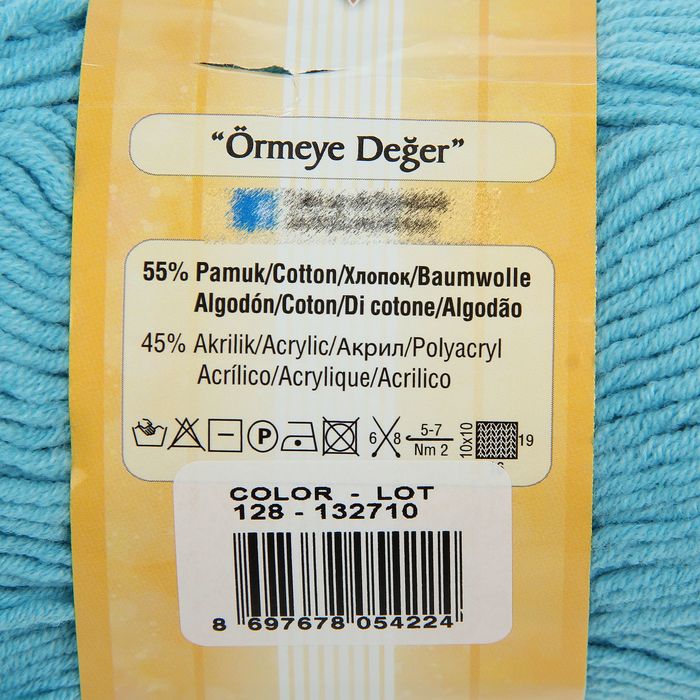 “Örmeye Değer”
55% Pamuk/Cotton/Хлопок/Baumwolle
Algodón/Coton/Di cotone/Algodão
45% Akrilik/Acrylic/Акрил/Polyacryl
Acrílico/Acrylique/Acrilico
P
6 8
5-7
Nm 2
10x10
19
COLOR - LOT
128 - 132710
8 697678 054224